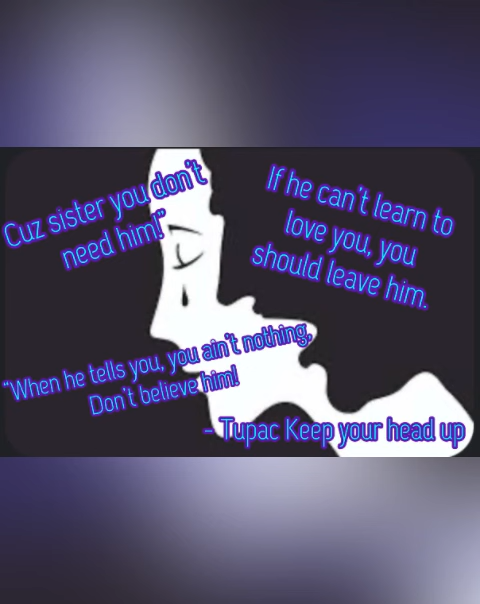 “When he tells you, you ain't nothing,
Don't believe him!
If he can't learn to
love you, you
should leave him.
Cuz sister you don't
need him!”
- Tupac Keep your head up